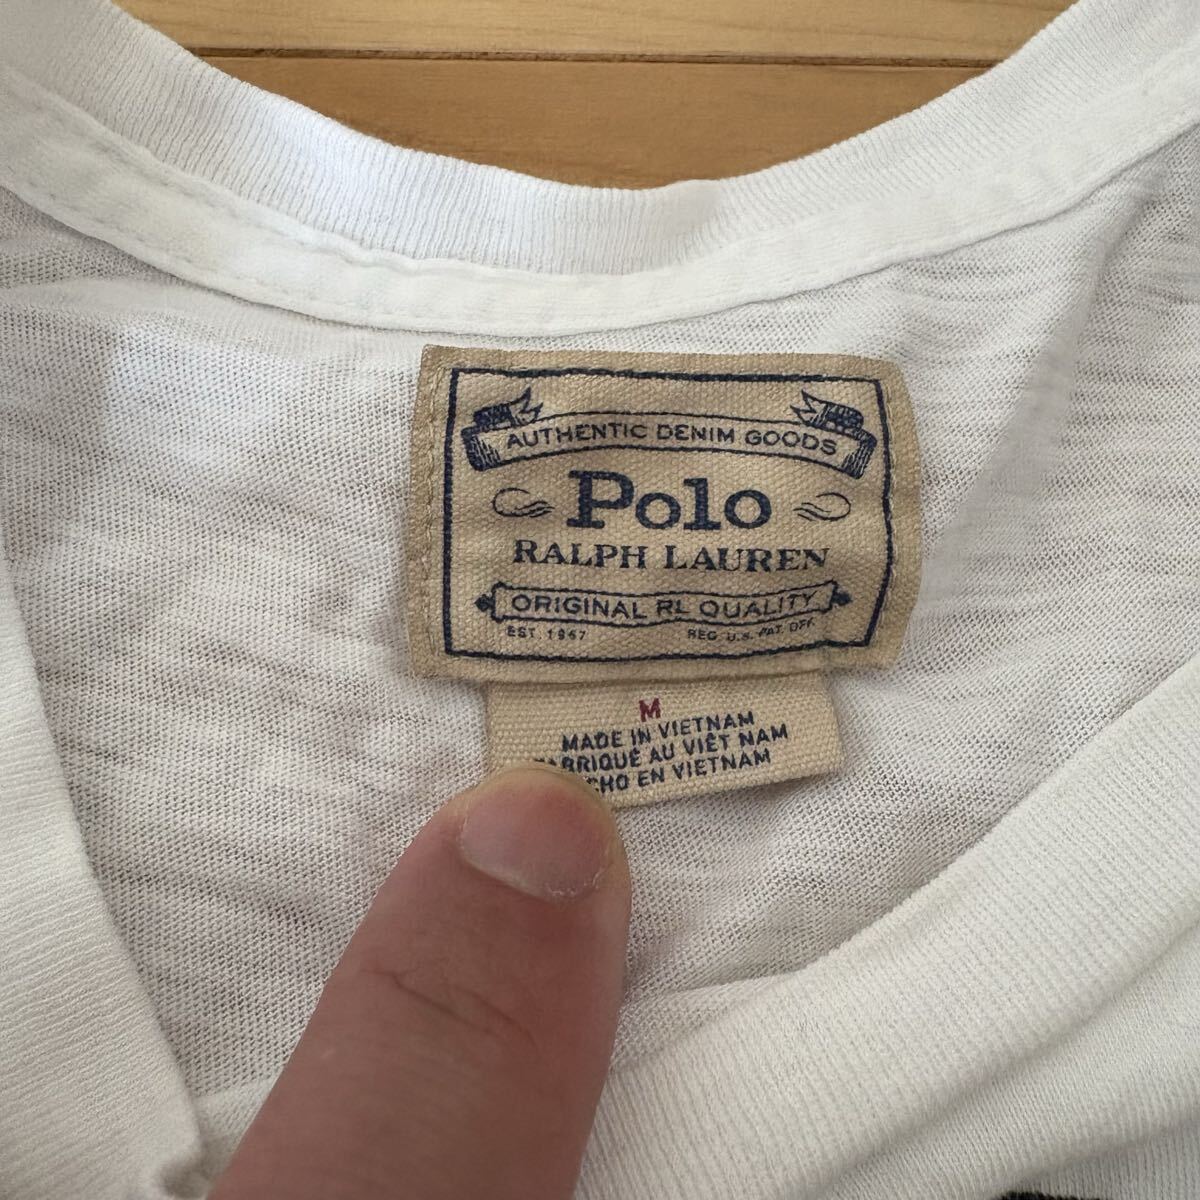 AUTHENTIC DENIM GOODS
Polo
RALPH LAUREN
ORIGINAL RL QUALITY
EST. 1967 REG. U.S. PAT. OFF.
M
MADE IN VIETNAM
FABRIQUÉ AU VIÊT NAM
EN VIETNAM